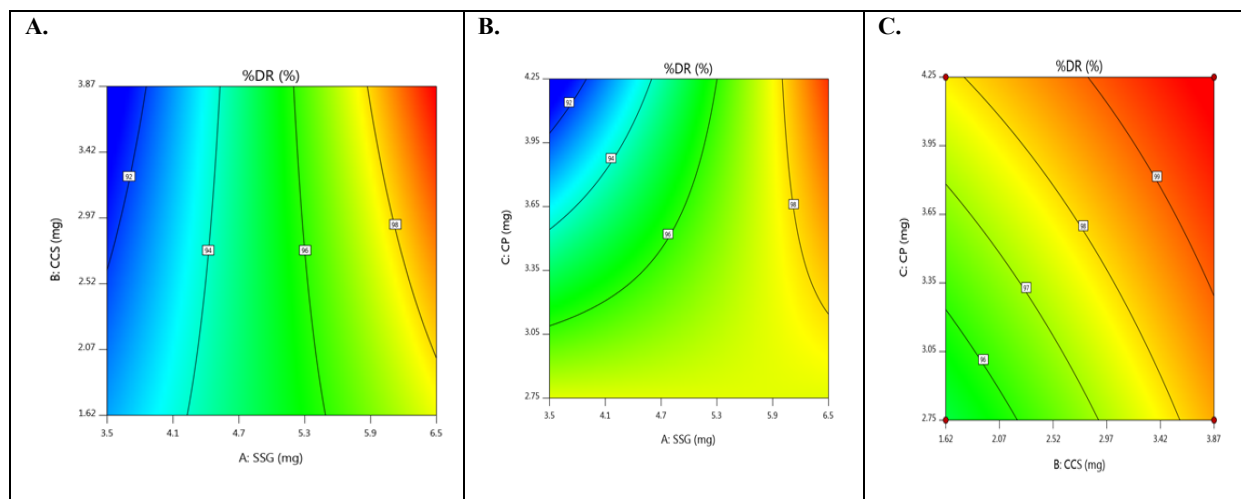 A.
%DR (%)
3.87
3.42
2.97
2.52
2.07
1.62
B: CCS (mg)
92
94
96
98
3.5 4.1 4.7 5.3 5.9 6.5
A: SSG (mg)
B.
%DR (%)
4.25
3.95
3.65
3.35
3.05
2.75
C: CP (mg)
92
94
96
98
3.5 4.1 4.7 5.3 5.9 6.5
A: SSG (mg)
C.
%DR (%)
4.25
3.95
3.65
3.35
3.05
2.75
C: CP (mg)
99
98
97
96
1.62 2.07 2.52 2.97 3.42 3.87
B: CCS (mg)